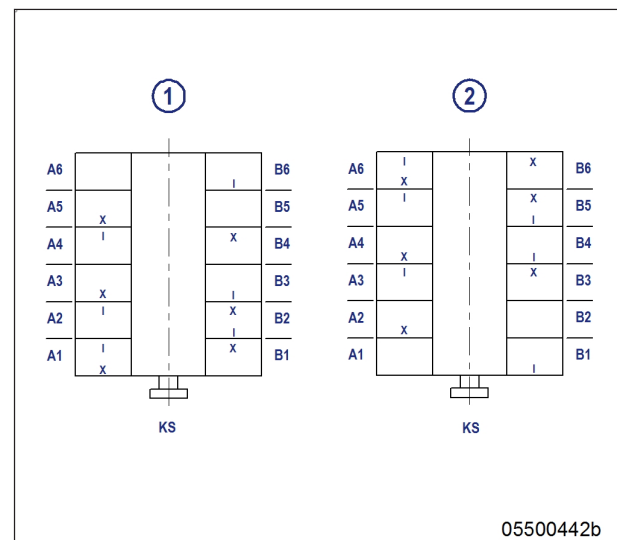 1
A6 B6
I
A5 B5
X
I X
A4 B4
A3 B3
X I
I X
A2 B2
I
I X
A1 B1
X
KS
2
I X
A6 B6
X
I X
A5 B5
I
A4 B4
X I
I X
A3 B3
A2 B2
X
A1 B1
I
KS
05500442b